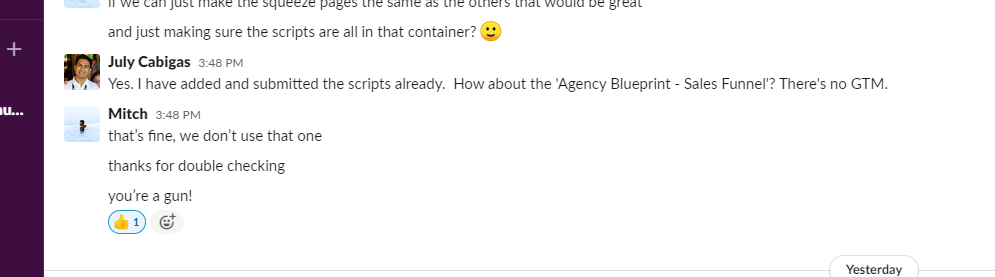 if we can just make the squeeze pages the same as the others that would be great
and just making sure the scripts are all in that container?
July Cabigas 3:48 PM
Yes. I have added and submitted the scripts already.  How about the 'Agency Blueprint - Sales Funnel'? There's no GTM.
nu...
Mitch 3:48 PM
that's fine, we don't use that one
thanks for double checking
you're a gun!
1
Yesterday